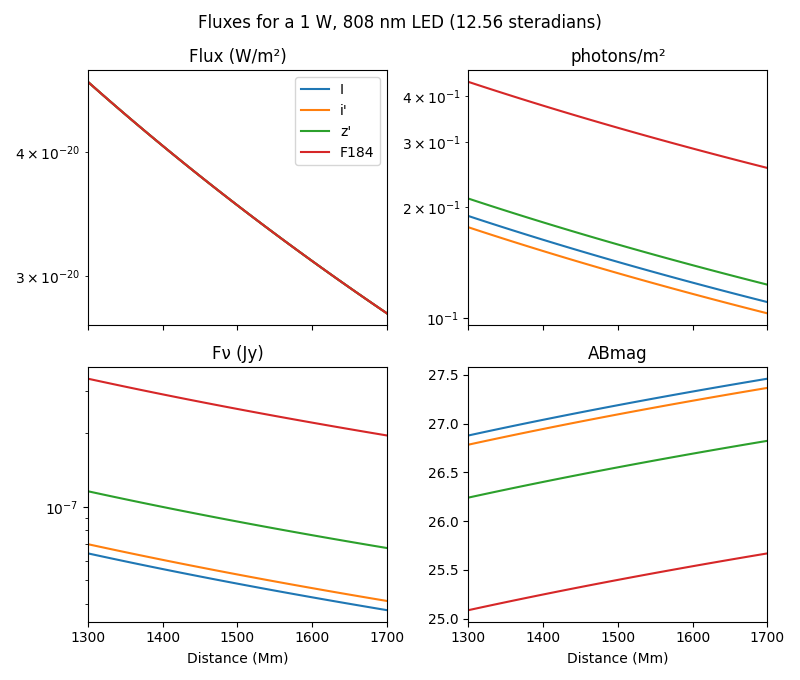 Fluxes for a 1 W, 808 nm LED (12.56 steradians)
Flux (W/m²)
4 × 10⁻²⁰
3 × 10⁻²⁰
I
i'
z'
F184
photons/m²
4 × 10⁻¹
3 × 10⁻¹
2 × 10⁻¹
10⁻¹
Fν (Jy)
10⁻⁷
1300 1400 1500 1600 1700
Distance (Mm)
ABmag
27.5
27.0
26.5
26.0
25.5
25.0
1300 1400 1500 1600 1700
Distance (Mm)